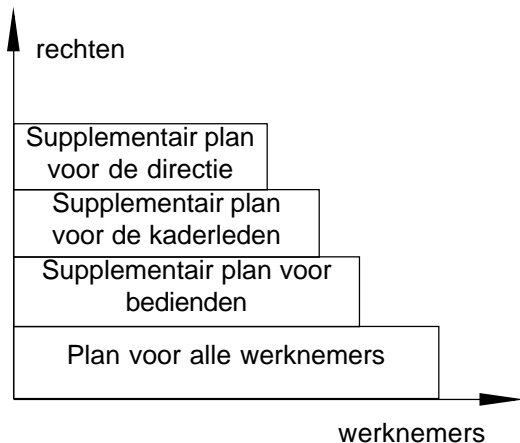 rechten
Supplementair plan
voor de directie
Supplementair plan
voor de kaderleden
Supplementair plan voor
bedienden
Plan voor alle werknemers
werknemers